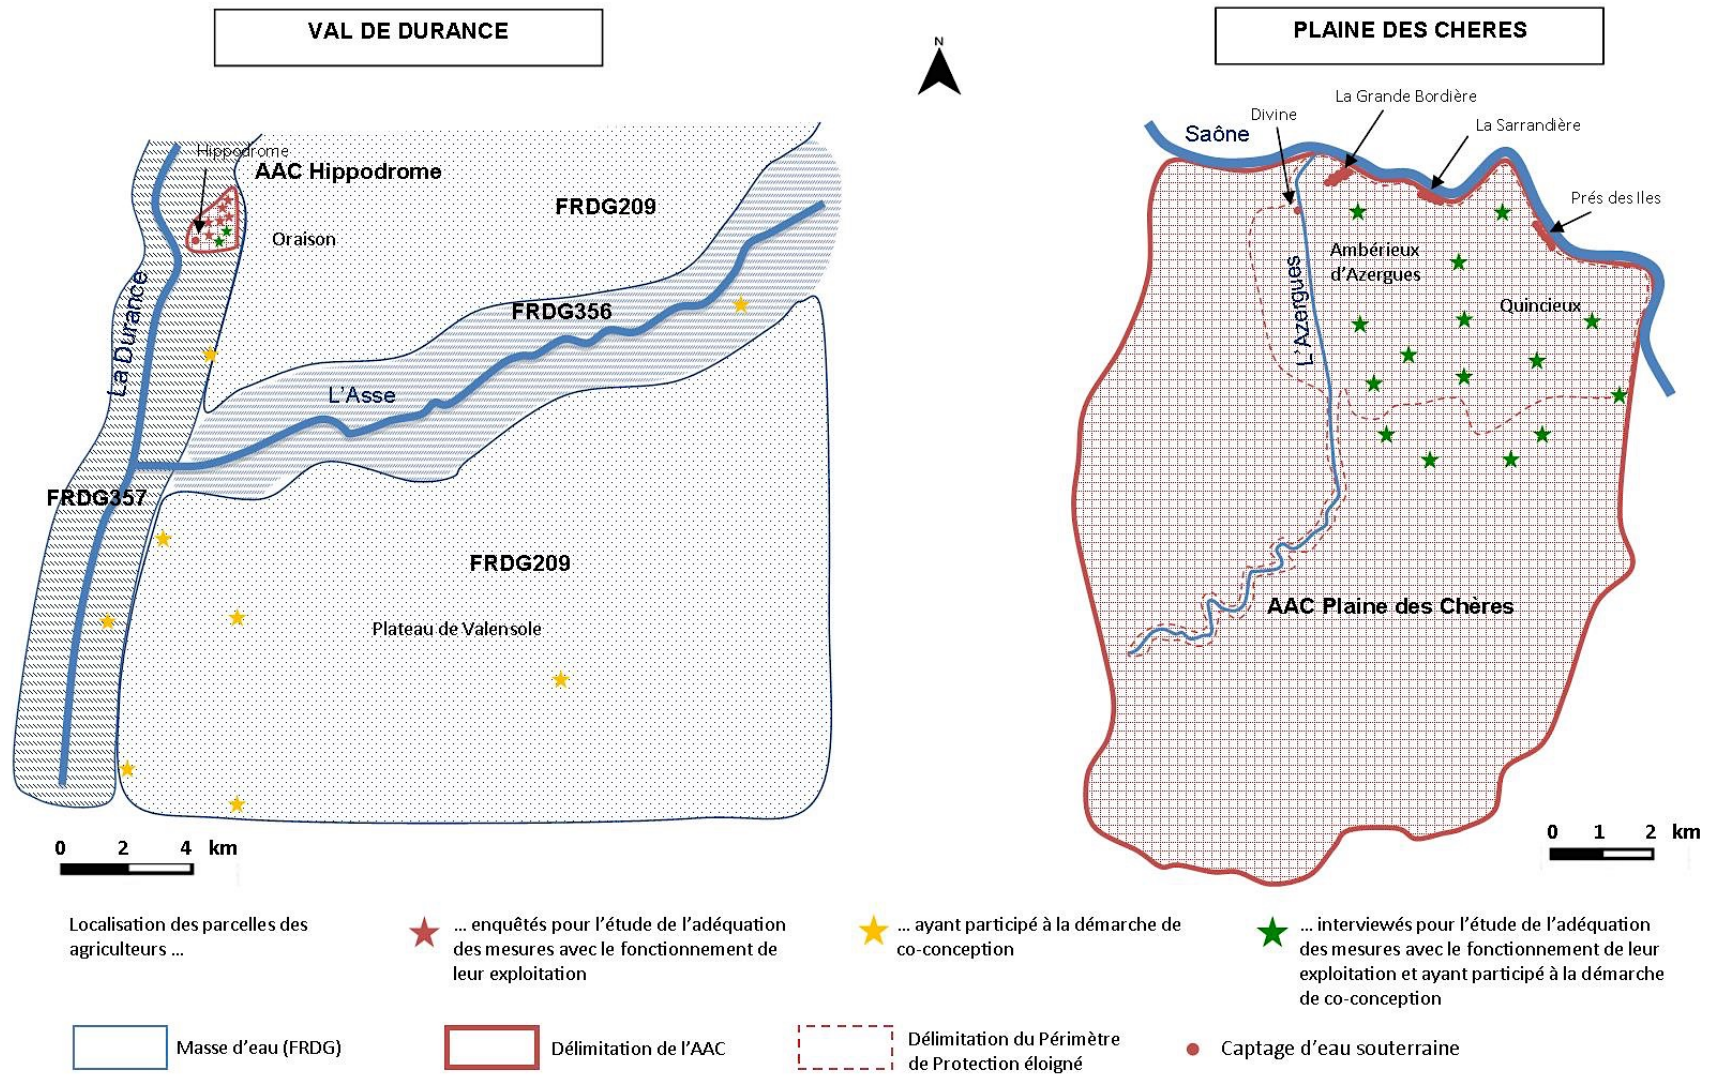 VAL DE DURANCE
N
PLAINE DES CHERES
Hippodrome
AAC Hippodrome
FRDG209
Oraison
La Durance
FRDG356
L'Asse
FRDG357
FRDG209
Plateau de Valensole
0 2 4 km
La Grande Bordière
Divine
La Sarrandière
Saône
Prés des Iles
Ambérieux
d'Azergues
L'Azergues
Quincieux
AAC Plaine des Chères
0 1 2 km
Localisation des parcelles des
agriculteurs ...
... enquêtés pour l'étude de l'adéquation
des mesures avec le fonctionnement de
leur exploitation
... ayant participé à la démarche de
co-conception
... interviewés pour l'étude de l'adéquation
des mesures avec le fonctionnement de leur
exploitation et ayant participé à la démarche
de co-conception
Masse d'eau (FRDG)
Délimitation de l'AAC
Délimitation du Périmètre
de Protection éloigné
Captage d'eau souterraine